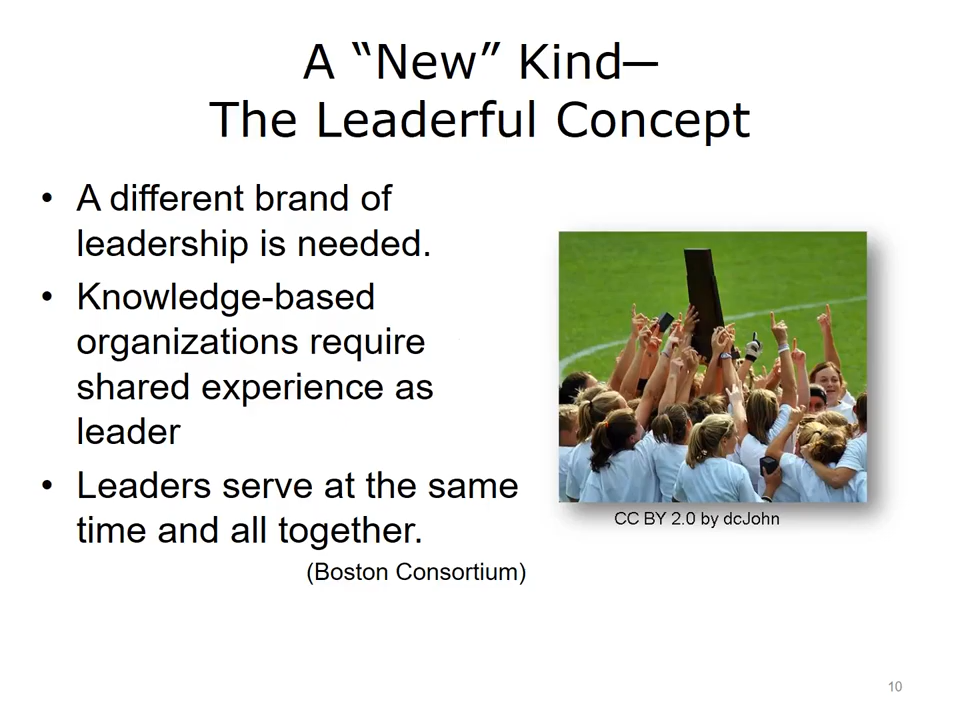 A “New” Kind—
The Leaderful Concept
• A different brand of
leadership is needed.
• Knowledge-based
organizations require
shared experience as
leader
• Leaders serve at the same
time and all together.
(Boston Consortium)
CC BY 2.0 by dcJohn
10